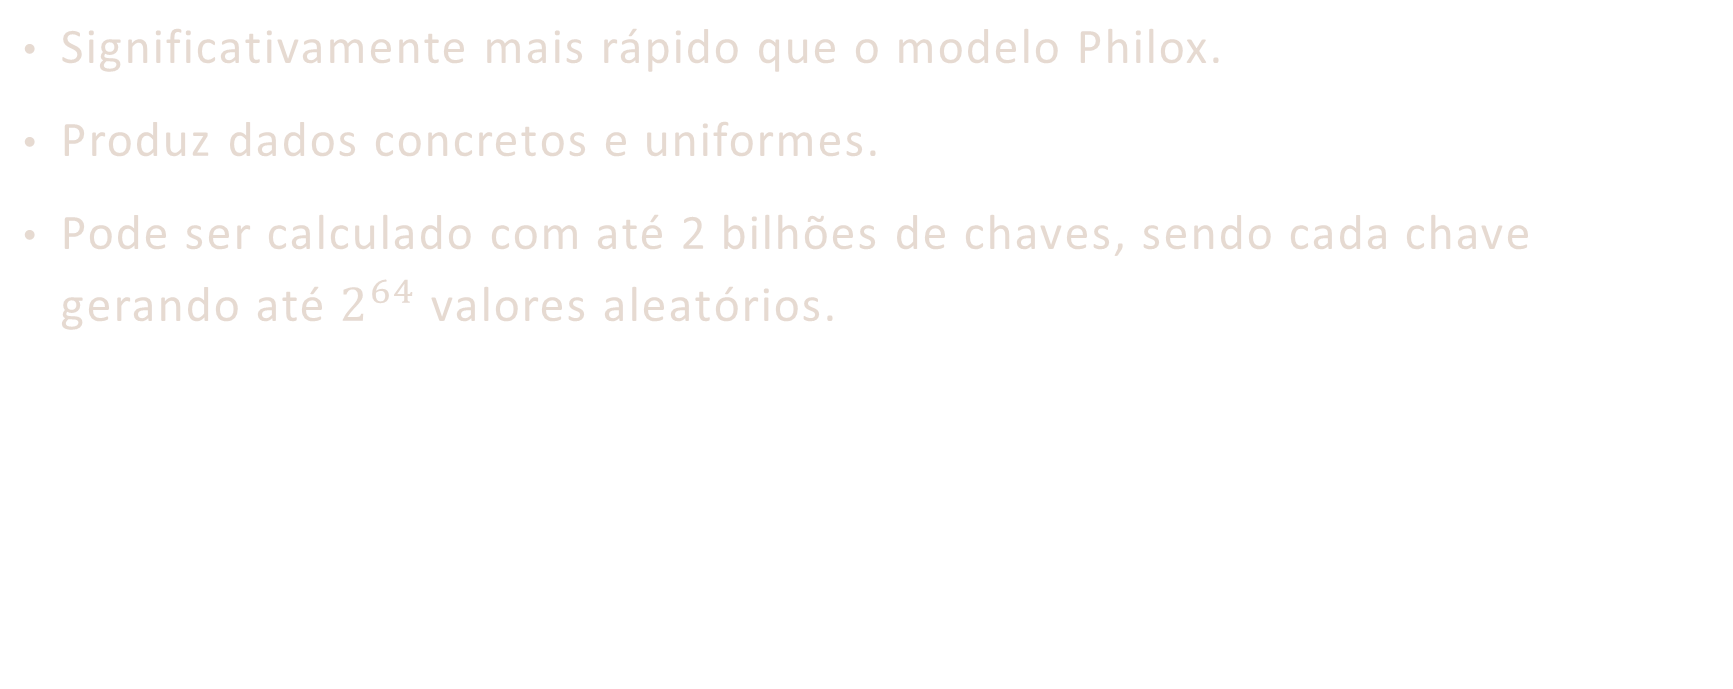 • Significativamente mais rápido que o modelo Philox.
• Produz dados concretos e uniformes.
• Pode ser calculado com até 2 bilhões de chaves, sendo cada chave
gerando até 2⁶⁴ valores aleatórios.